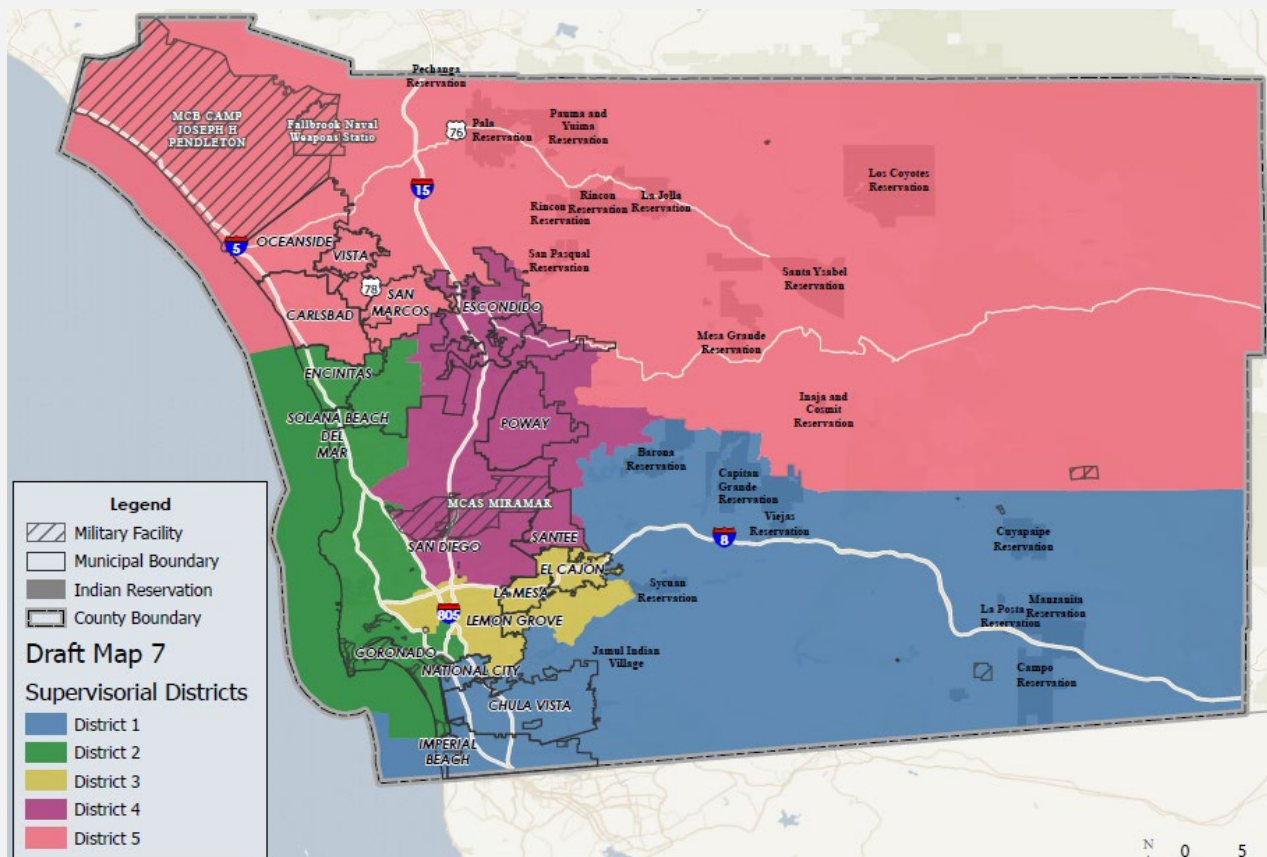 Pechanga
Reservation
MCB CAMP
JOSEPH H
PENDLETON
Fallbrook Naval
Weapons Statio
76
Pala
Reservation
Pauma and
Yuima
Reservation
Los Coyotes
Reservation
15
Rincon
Reservation
Rincon
Reservation
La Jolla
Reservation
5
OCEANSIDE
VISTA
San Pasqual
Reservation
Santa Ysabel
Reservation
78
SAN
MARCOS
CARLSBAD
ESCONDIDO
Mesa Grande
Reservation
ENCINITAS
Inaja and
Cosmit
Reservation
SOLANA BEACH
DEL
MAR
POWAY
Barona
Reservation
Capitan
Grande
Reservation
MCAS MIRAMAR
Viejas
Reservation
SAN DIEGO
SANTEE
8
Cuyapaipe
Reservation
EL CAJON
LA MESA
Sycuan
Reservation
805
LEMON GROVE
La Posta
Reservation
Manzanita
Reservation
CORONADO
NATIONAL CITY
Jamul Indian
Village
Campo
Reservation
CHULA VISTA
IMPERIAL
BEACH
Legend
Military Facility
Municipal Boundary
Indian Reservation
County Boundary
Draft Map 7
Supervisorial Districts
District 1
District 2
District 3
District 4
District 5
N
0 5